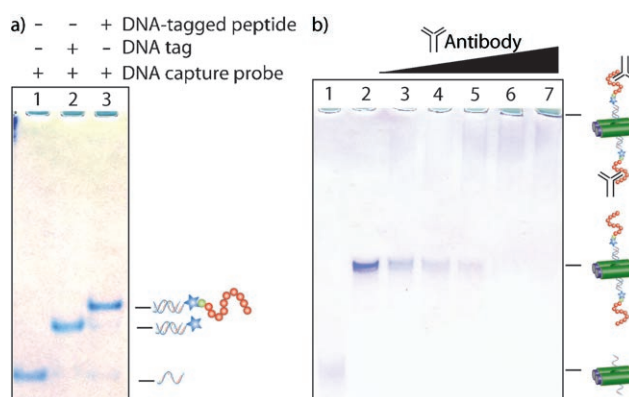 a)
- - + DNA-tagged peptide
- + - DNA tag
+ + + DNA capture probe
1 2 3
b)
Antibody
1 2 3 4 5 6 7